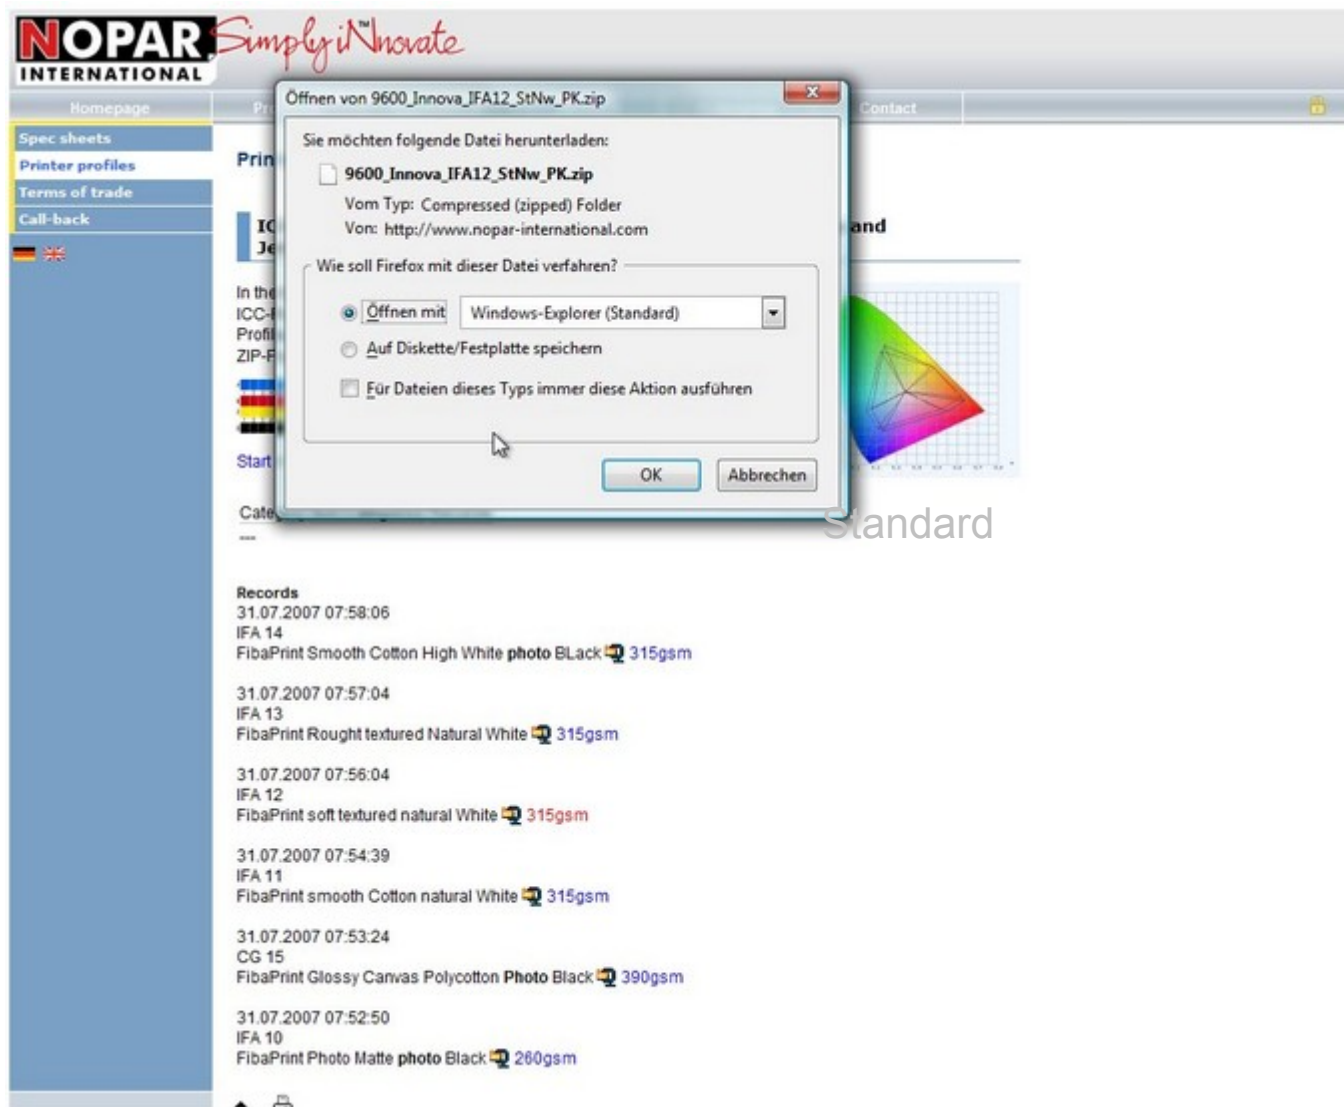 NOPAR
INTERNATIONAL
Simply iNnovate
TM
Öffnen von 9600_Innova_IFA12_StNw_PK.zip
Homepage
Contact
Spec sheets
Printer profiles
Terms of trade
Call-back
Sie möchten folgende Datei herunterladen:
9600_Innova_IFA12_StNw_PK.zip
Vom Typ: Compressed (zipped) Folder
Von: http://www.nopar-international.com
Wie soll Firefox mit dieser Datei verfahren?
Öffnen mit Windows-Explorer (Standard)
Auf Diskette/Festplatte speichern
Für Dateien dieses Typs immer diese Aktion ausführen
OK Abbrechen
and
In the
Start
Standard
---
Records
31.07.2007 07:58:06
IFA 14
FibaPrint Smooth Cotton High White photo BLack 315gsm
31.07.2007 07:57:04
IFA 13
FibaPrint Rought textured Natural White 315gsm
31.07.2007 07:56:04
IFA 12
FibaPrint soft textured natural White 315gsm
31.07.2007 07:54:39
IFA 11
FibaPrint smooth Cotton natural White 315gsm
31.07.2007 07:53:24
CG 15
FibaPrint Glossy Canvas Polycotton Photo Black 390gsm
31.07.2007 07:52:50
IFA 10
FibaPrint Photo Matte photo Black 260gsm